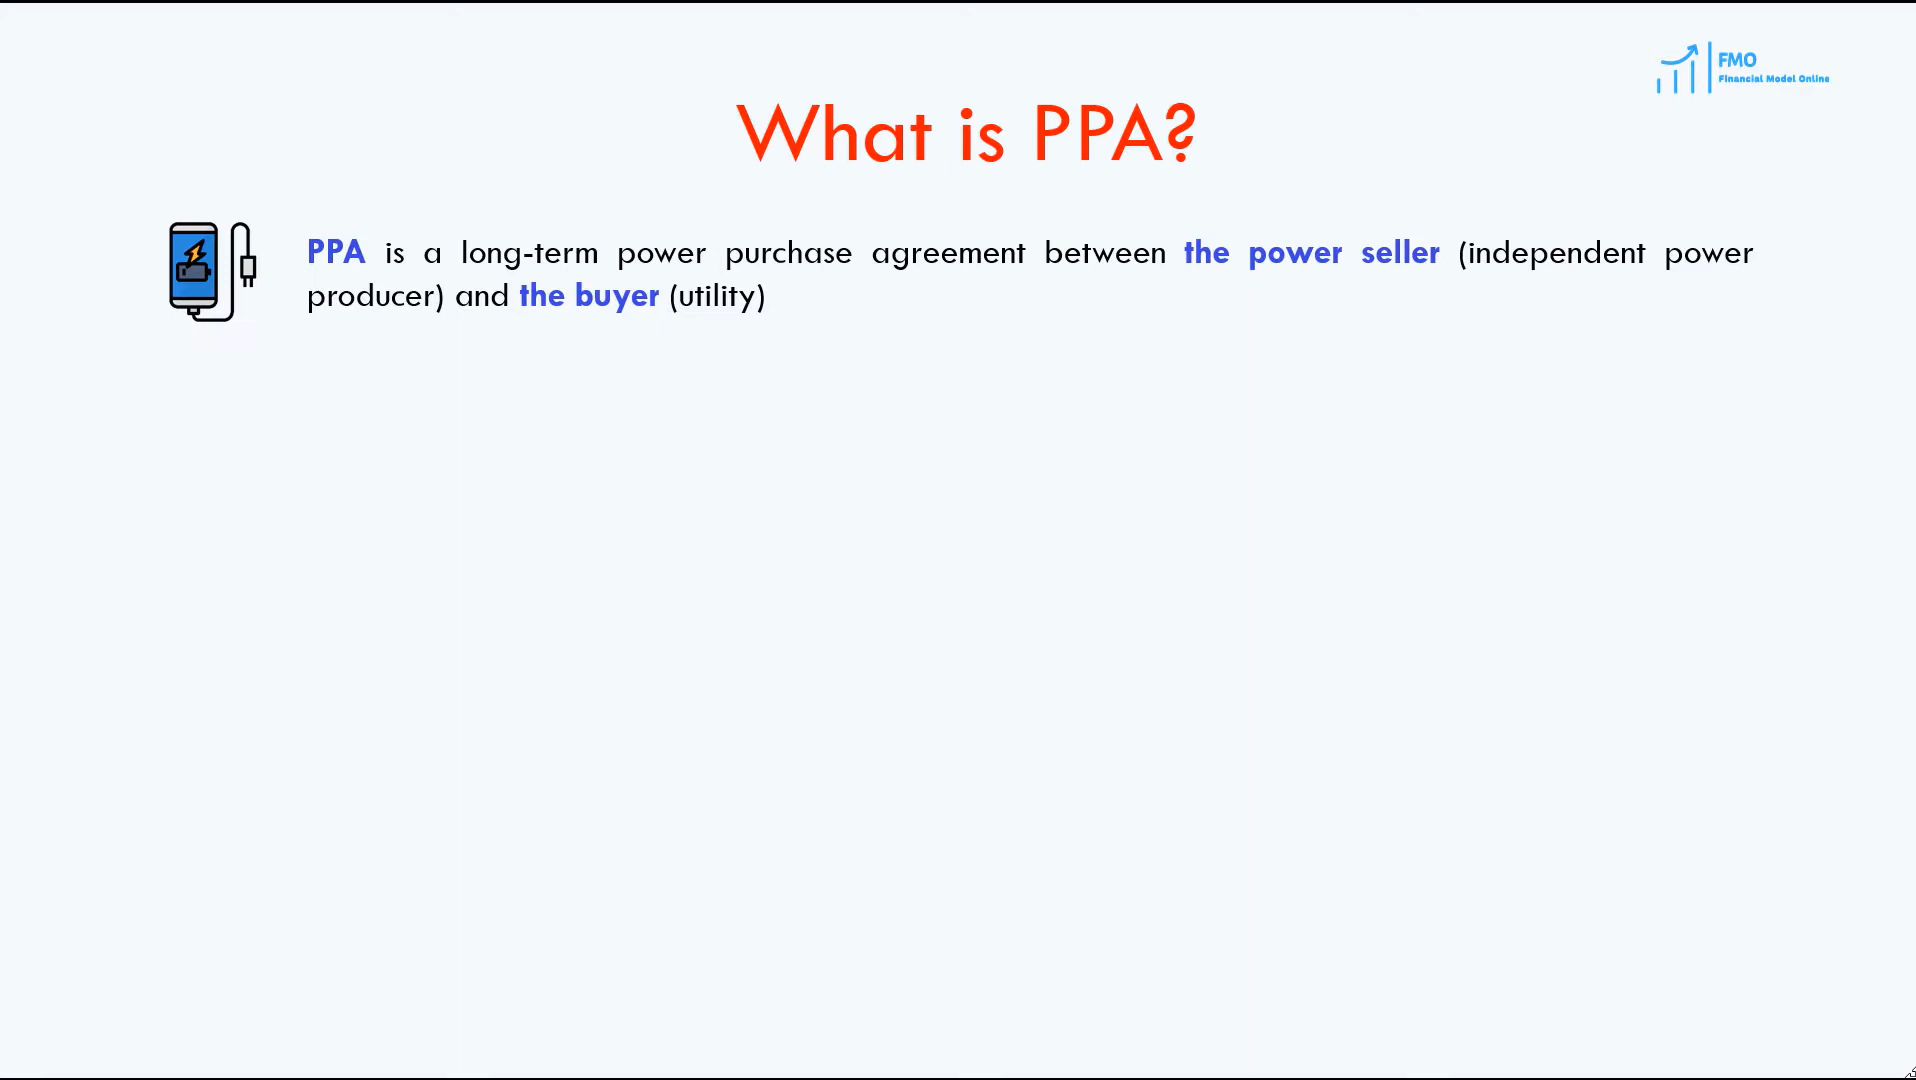 FMO
Financial Model Online
What is PPA?
PPA is a long-term power purchase agreement between the power seller (independent power
producer) and the buyer (utility)